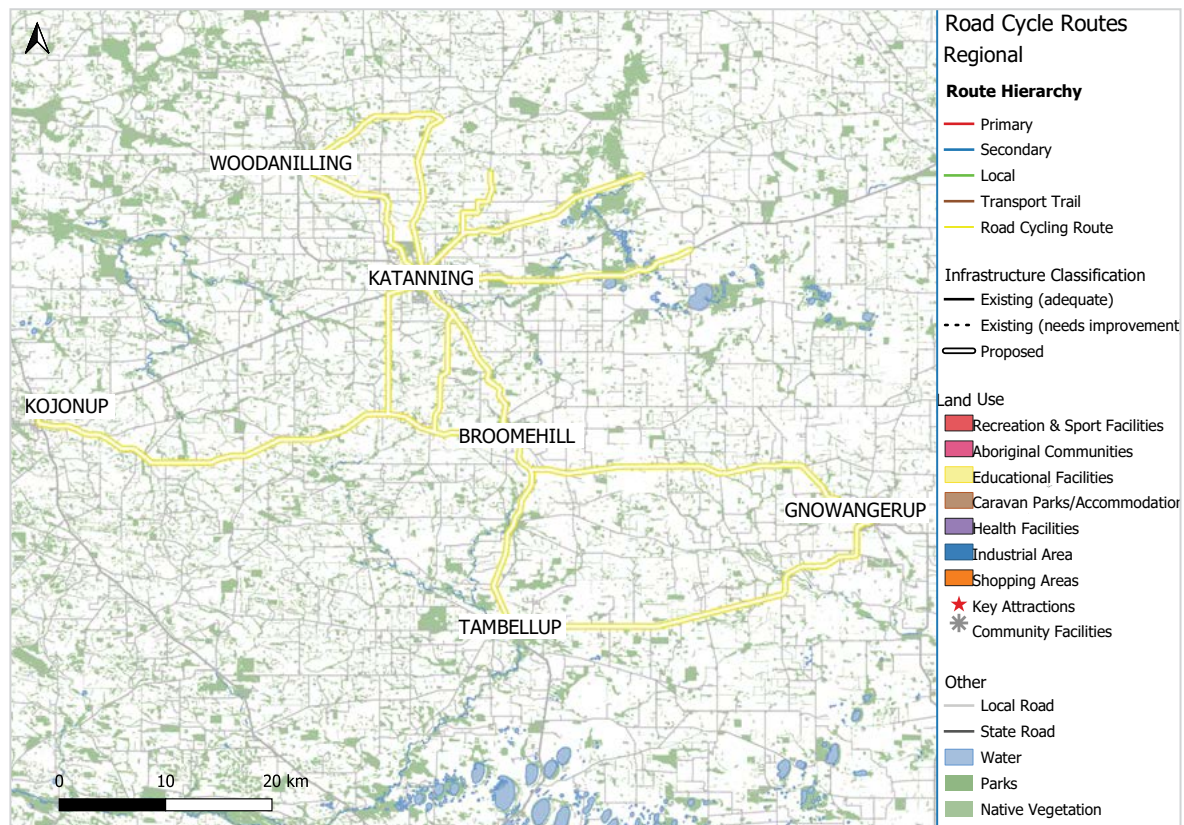 WOODANILLING
KATANNING
KOJONUP
BROOMEHILL
GNOWANGERUP
TAMBELLUP
0 10 20 km
Road Cycle Routes
Regional
Route Hierarchy
Primary
Secondary
Local
Transport Trail
Road Cycling Route
Infrastructure Classification
Existing (adequate)
Existing (needs improvement
Proposed
Land Use
Recreation & Sport Facilities
Aboriginal Communities
Educational Facilities
Caravan Parks/Accommodation
Health Facilities
Industrial Area
Shopping Areas
Key Attractions
Community Facilities
Other
Local Road
State Road
Water
Parks
Native Vegetation